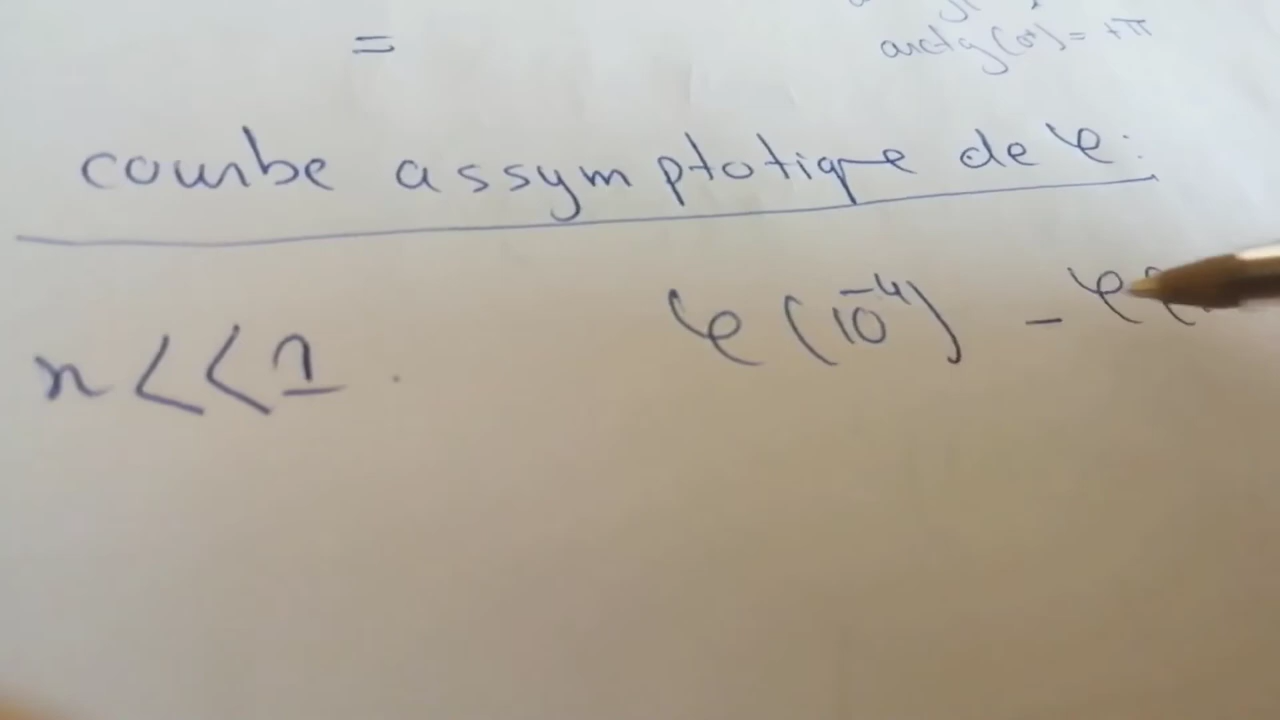 =
arctg(0⁺) = +π
courbe assymptotique de φ:
φ(10⁻⁴) - φ(
n<<1.